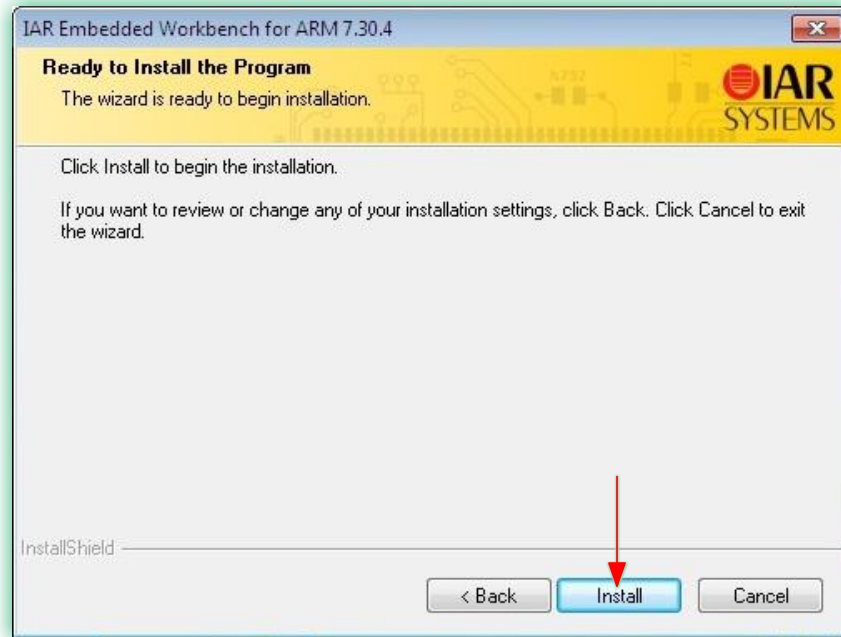 IAR Embedded Workbench for ARM 7.30.4
Ready to Install the Program
The wizard is ready to begin installation.
IAR
SYSTEMS
Click Install to begin the installation.
If you want to review or change any of your installation settings, click Back. Click Cancel to exit
the wizard.
InstallShield
< Back
Install
Cancel